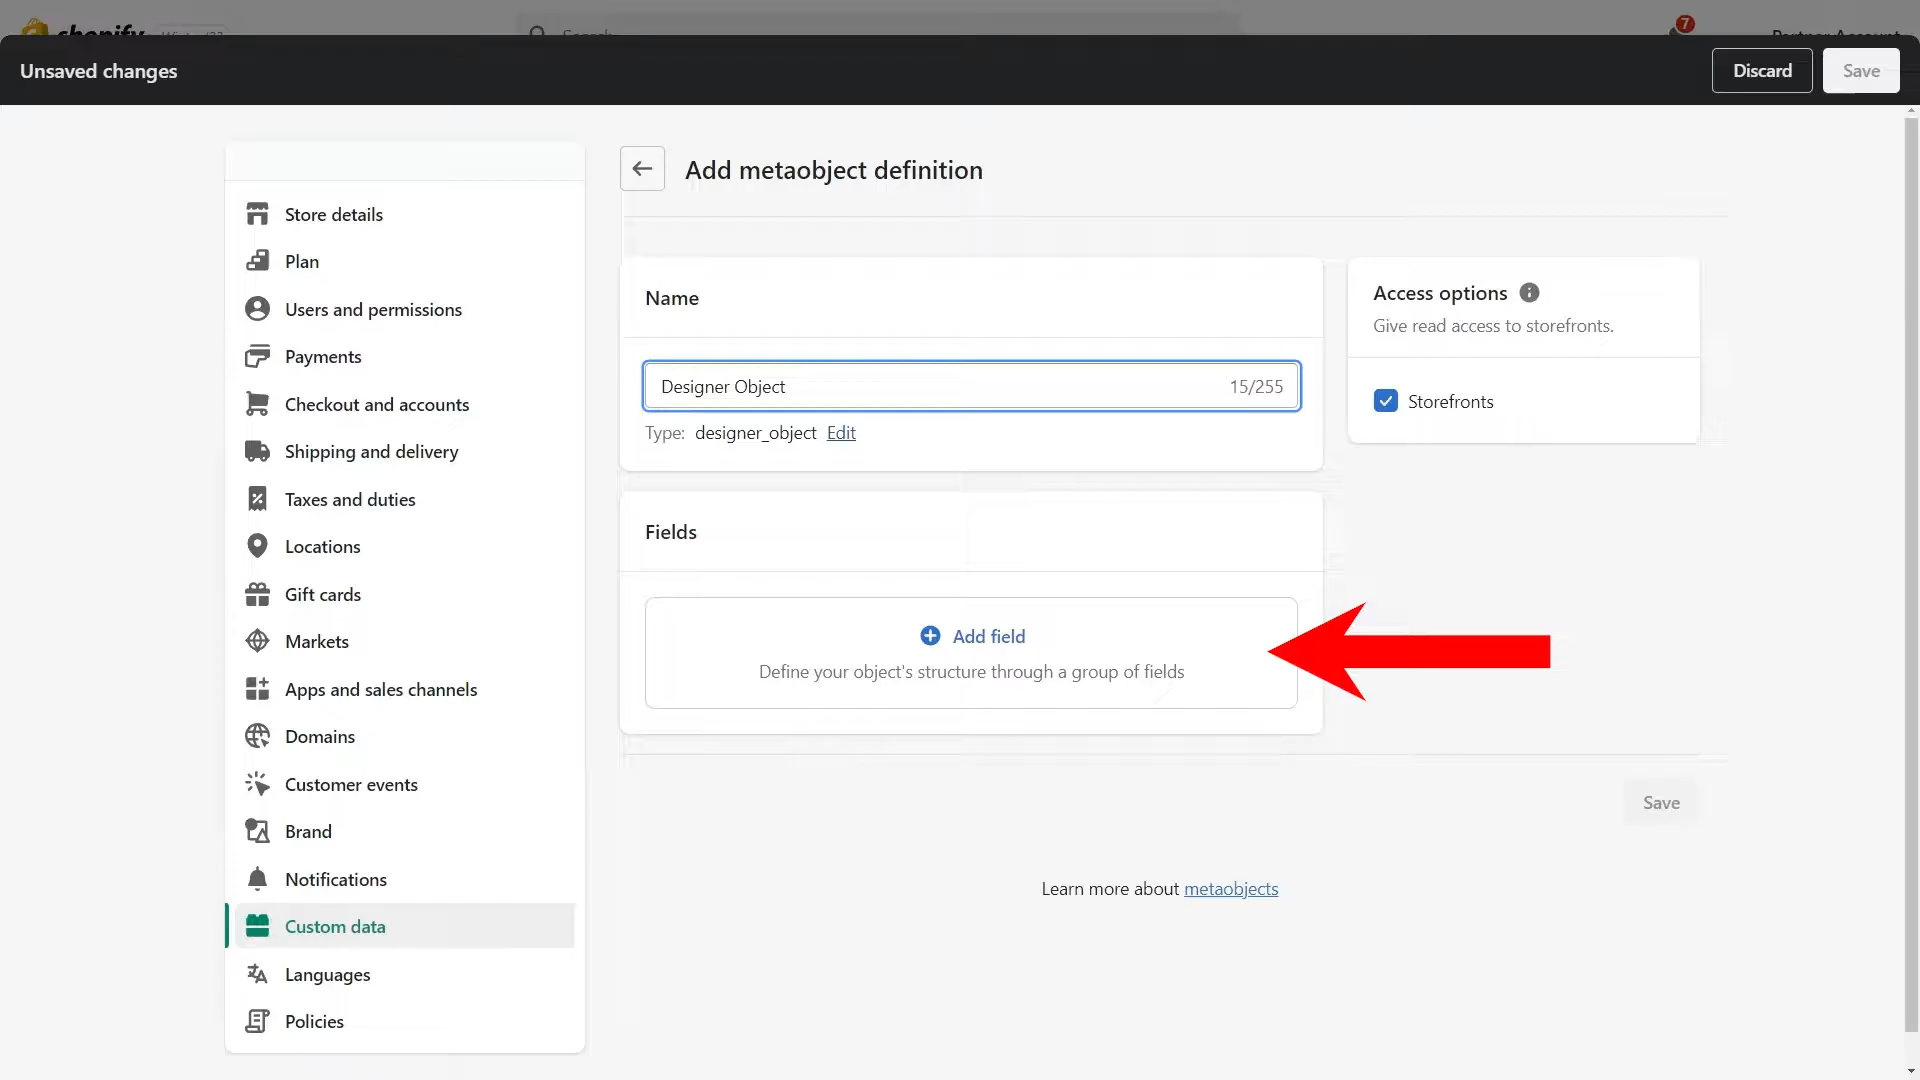 7
Unsaved changes
Discard
Save
Add metaobject definition
Store details
Plan
Users and permissions
Payments
Checkout and accounts
Shipping and delivery
Taxes and duties
Locations
Gift cards
Markets
Apps and sales channels
Domains
Customer events
Brand
Notifications
Custom data
Languages
Policies
Name
Designer Object
15/255
Type: designer_object Edit
Access options
Give read access to storefronts.
Storefronts
Fields
Add field
Define your object's structure through a group of fields
Save
Learn more about metaobjects